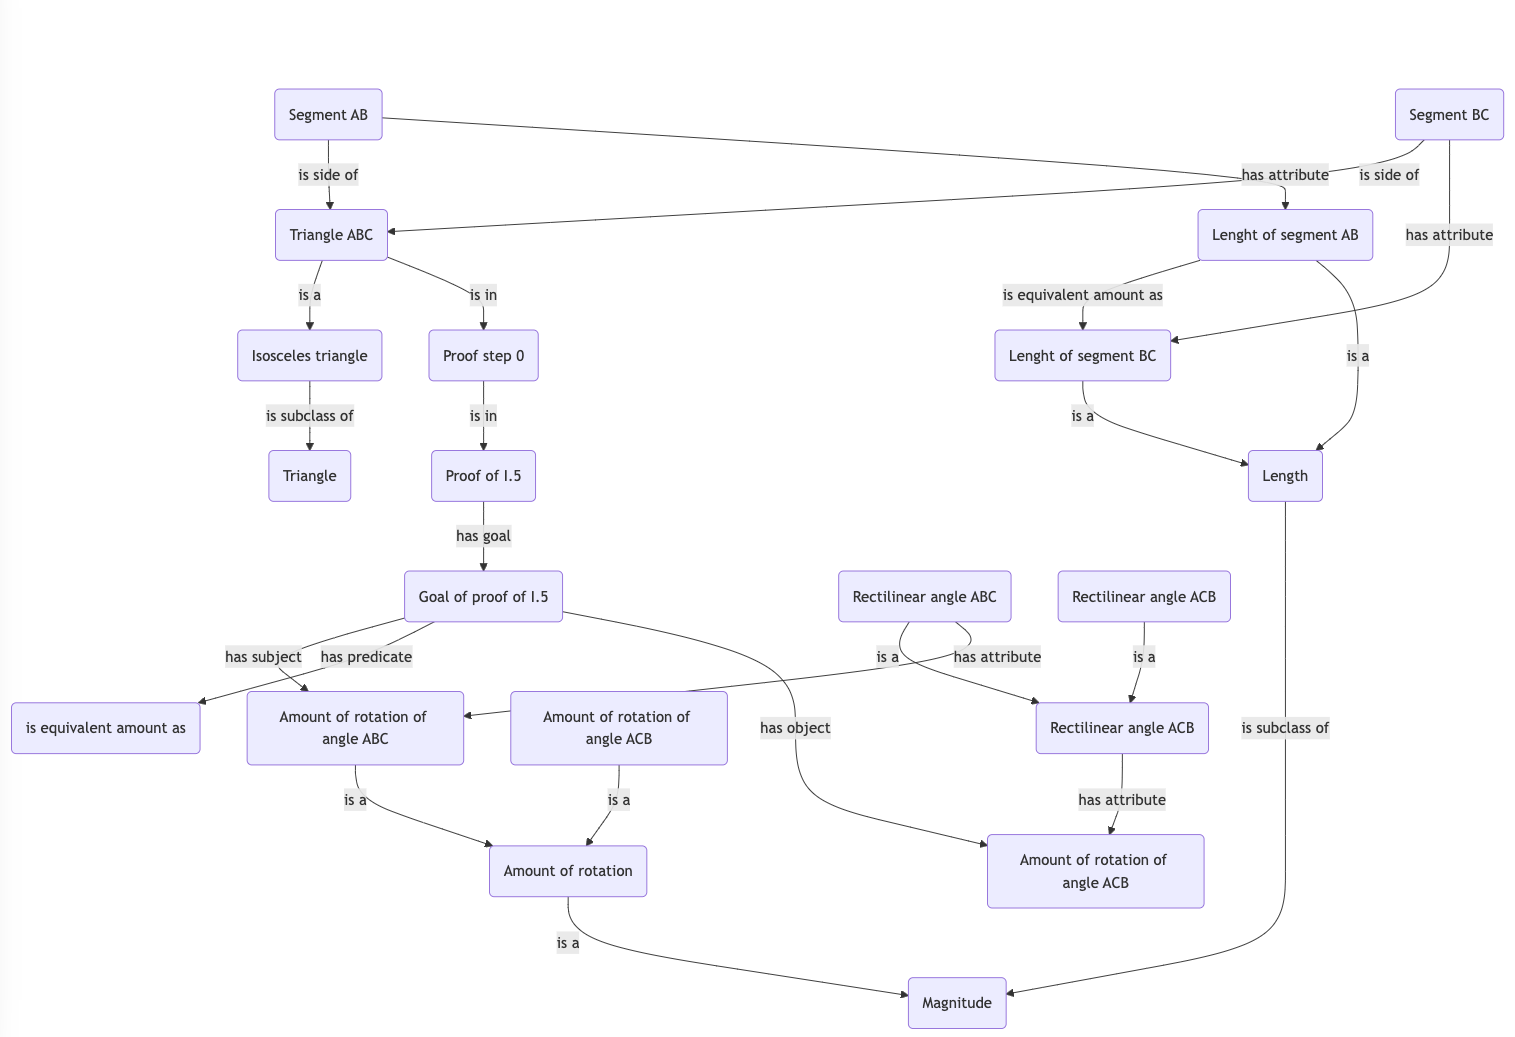 Segment AB
Segment BC
is side of
has attribute
is side of
Triangle ABC
Lenght of segment AB
has attribute
is a
is in
is equivalent amount as
Isosceles triangle
Proof step 0
Lenght of segment BC
is a
is subclass of
is in
is a
Triangle
Proof of I.5
Length
has goal
Goal of proof of I.5
Rectilinear angle ABC
Rectilinear angle ACB
has subject
has predicate
is a
has attribute
is a
is equivalent amount as
Amount of rotation of
angle ABC
Amount of rotation of
angle ACB
has object
Rectilinear angle ACB
is subclass of
is a
is a
has attribute
Amount of rotation
Amount of rotation of
angle ACB
is a
Magnitude